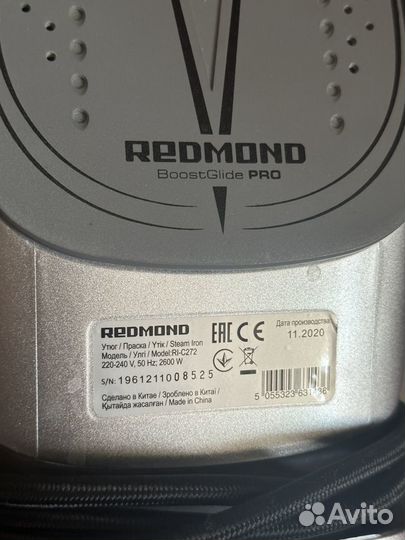 REDMOND
BoostGlide PRO
REDMOND
Утюг / Праска / Үтік / Steam Iron
Модель / Үлгі / Model:RI-C272
220-240 V, 50 Hz; 2600 W
S/N: 1961211008525
Сделано в Китае / Зроблено в Китаї /
Қытайда жасалған / Made in China
EAC CE
Дата производства
11.2020
Avito